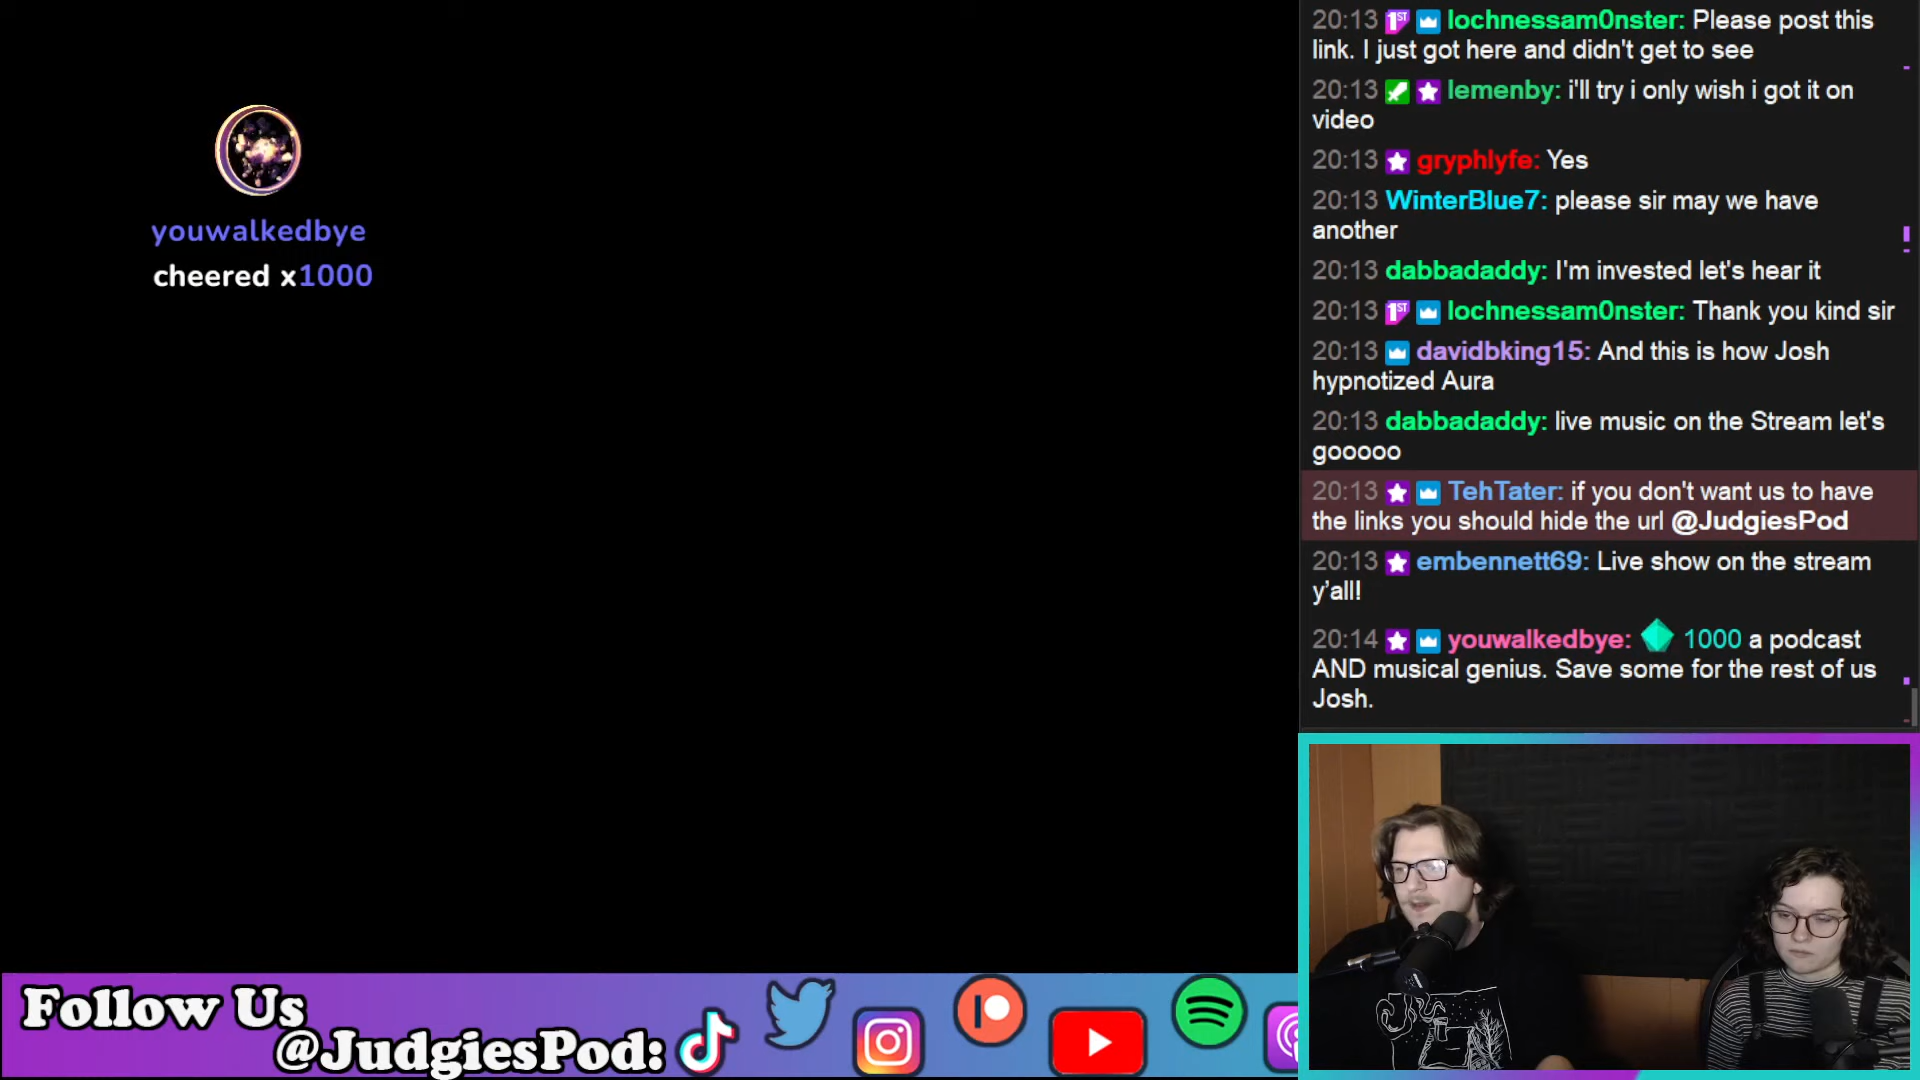 youwalkedbye
cheered x1000
20:13 1ST lochnessam0nster: Please post this
link. I just got here and didn't get to see
20:13 lemenby: i'll try i only wish i got it on
video
20:13 gryphlyfe: Yes
20:13 WinterBlue7: please sir may we have
another
20:13 dabbadaddy: I'm invested let's hear it
20:13 1ST lochnessam0nster: Thank you kind sir
20:13 davidbking15: And this is how Josh
hypnotized Aura
20:13 dabbadaddy: live music on the Stream let's
gooooo
20:13 TehTater: if you don't want us to have
the links you should hide the url @JudgiesPod
20:13 embennett69: Live show on the stream
y’all!
20:14 youwalkedbye: 1000 a podcast
AND musical genius. Save some for the rest of us
Josh.
Follow Us
@JudgiesPod: